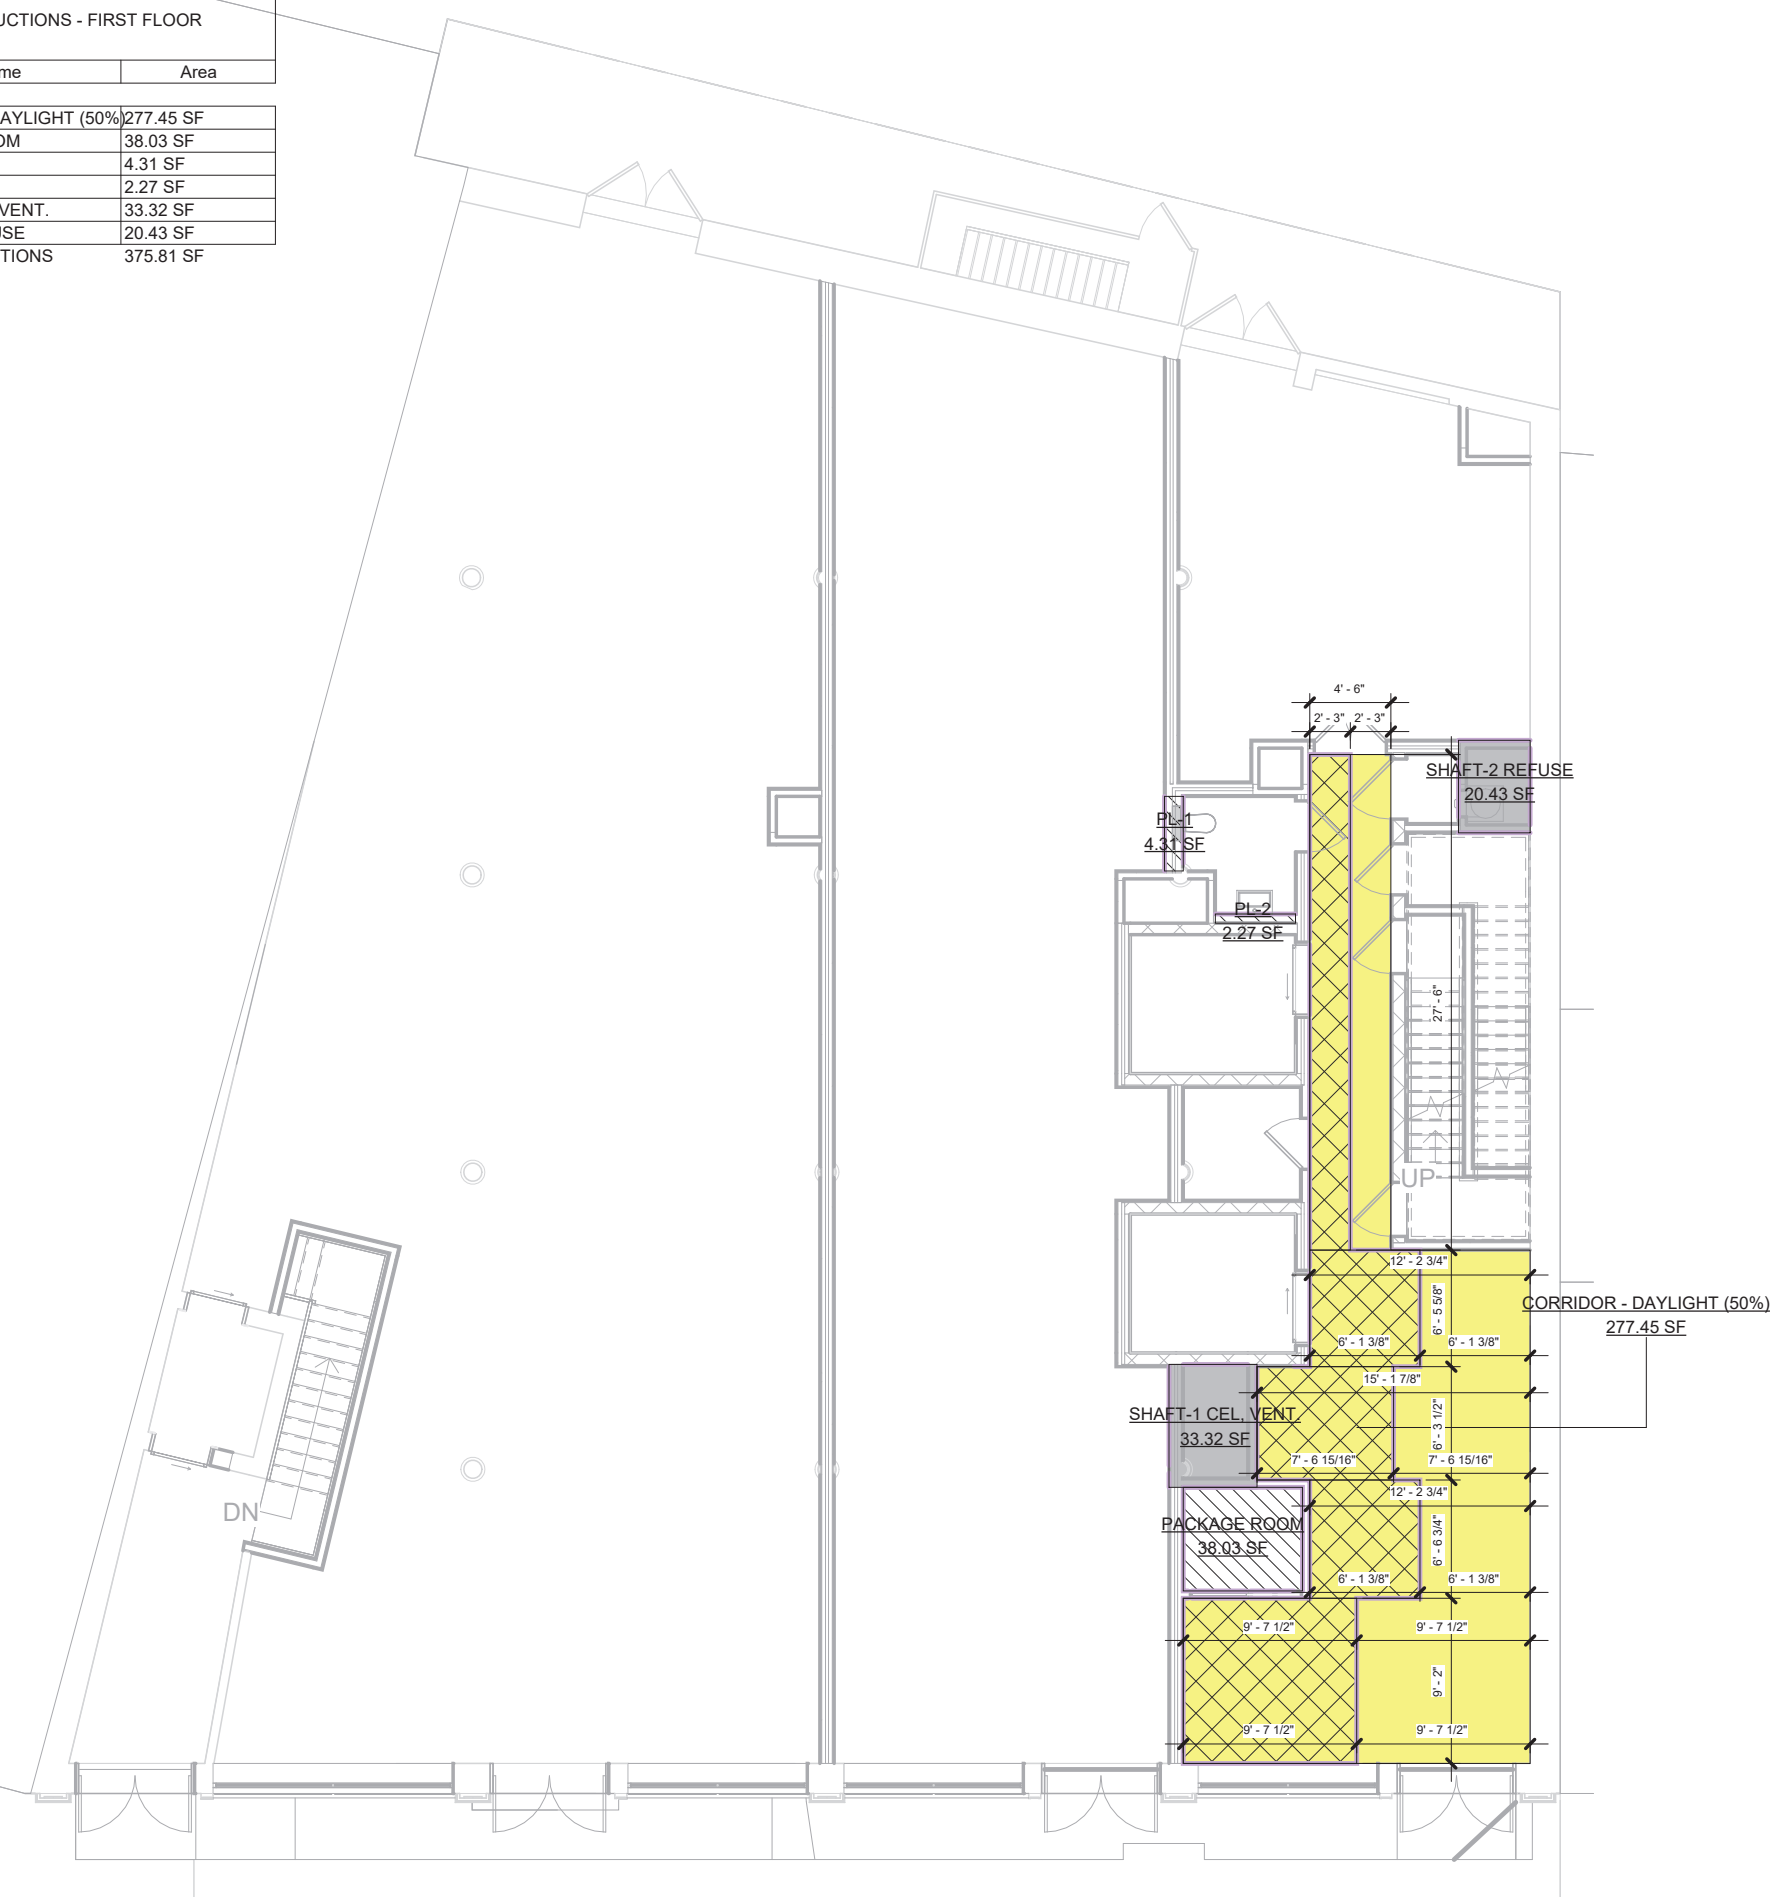 UCTIONS - FIRST FLOOR
me Area
AYLIGHT (50%) 277.45 SF
OM 38.03 SF
4.31 SF
2.27 SF
VENT. 33.32 SF
USE 20.43 SF
TIONS 375.81 SF
4' - 6"
2' - 3" 2' - 3"
SHAFT-2 REFUSE
20.43 SF
PL-1
4.31 SF
PL-2
2.27 SF
27' - 6"
UP
12' - 2 3/4"
6' - 5 5/8"
CORRIDOR - DAYLIGHT (50%)
277.45 SF
6' - 1 3/8" 6' - 1 3/8"
15' - 1 7/8"
SHAFT-1 CEL, VENT.
33.32 SF
6' - 3 1/2"
7' - 6 15/16" 7' - 6 15/16"
12' - 2 3/4"
DN
PACKAGE ROOM
38.03 SF
6' - 6 3/4"
6' - 1 3/8" 6' - 1 3/8"
9' - 7 1/2" 9' - 7 1/2"
9' - 2"
9' - 7 1/2" 9' - 7 1/2"